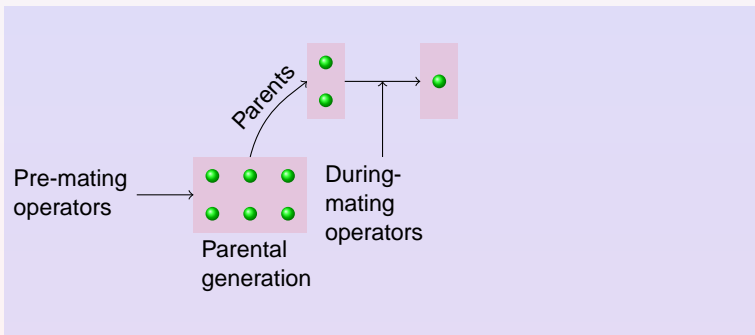 Parents
Pre-mating
operators
During-
mating
operators
Parental
generation